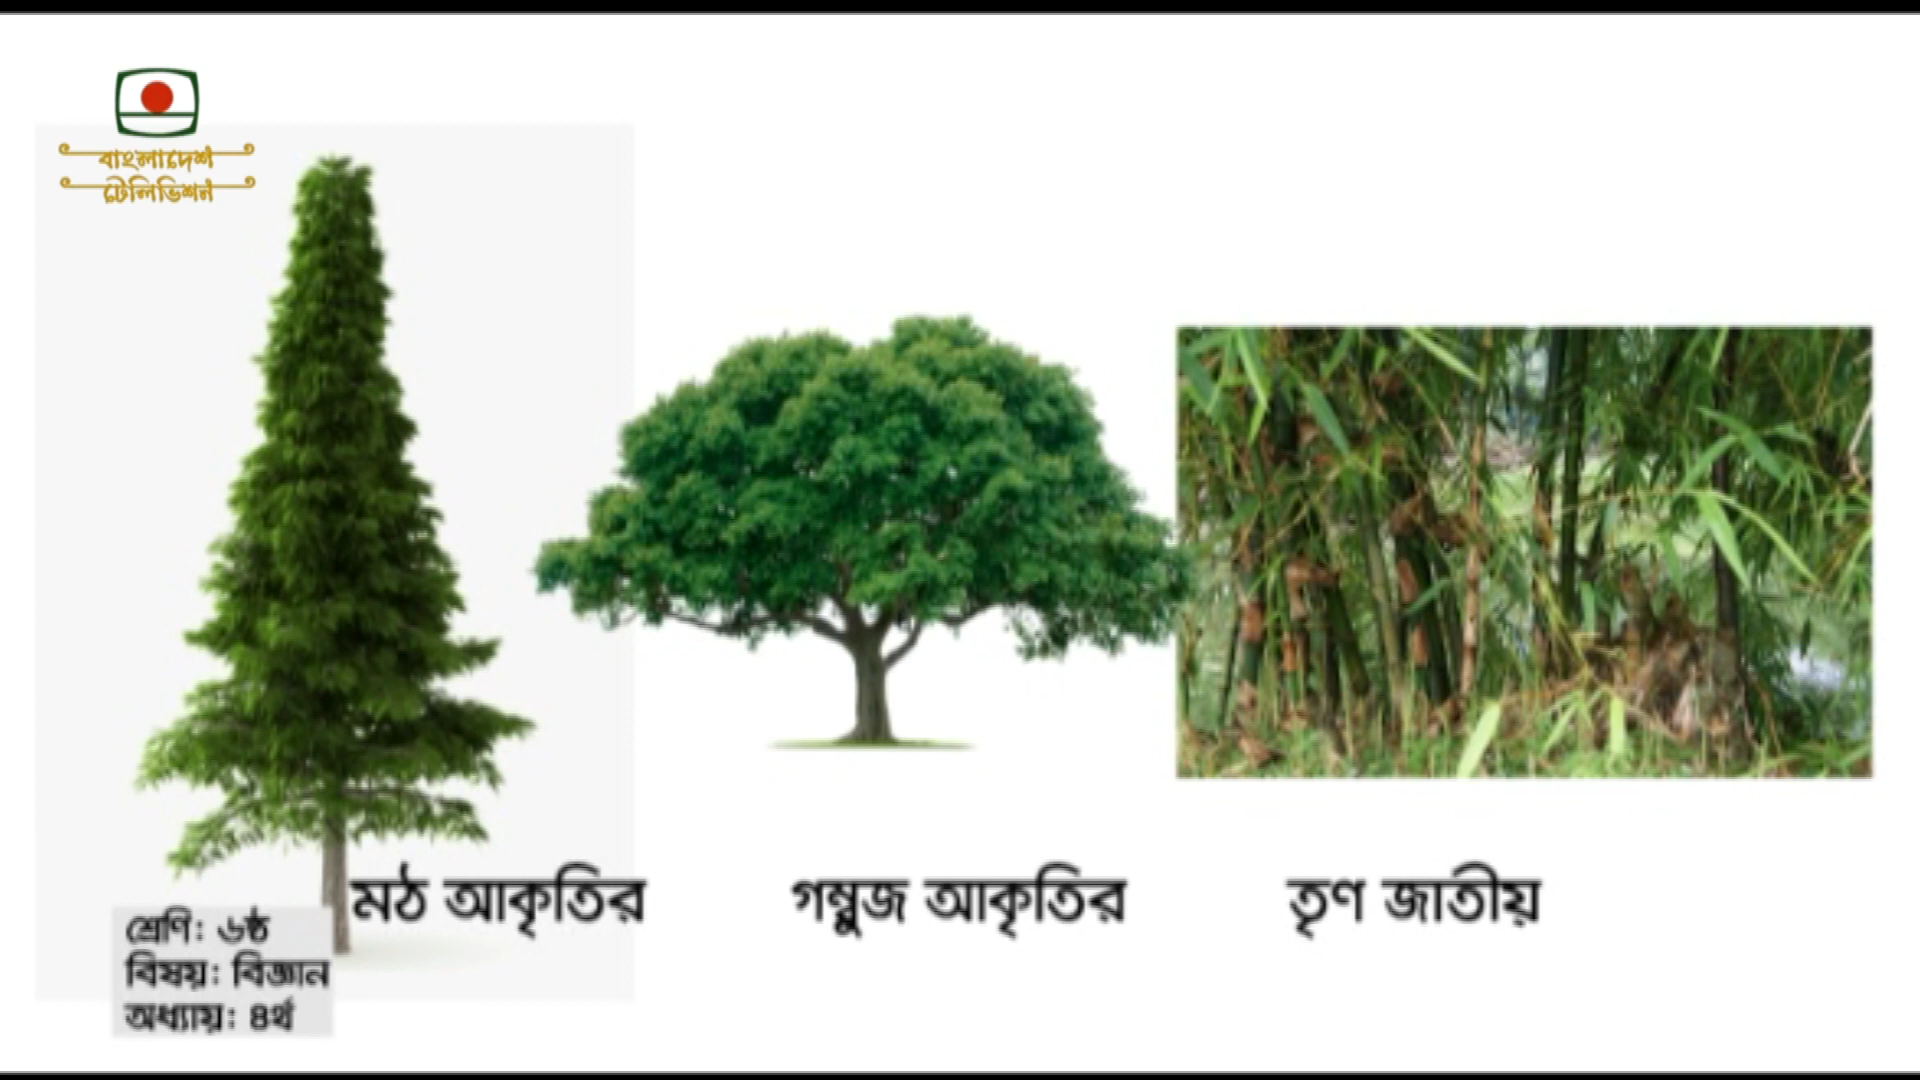 বাংলাদেশ
টেলিভিশন
মঠ আকৃতির
গম্বুজ আকৃতির
তৃণ জাতীয়
শ্রেণি: ৬ষ্ঠ
বিষয়: বিজ্ঞান
অধ্যায়: ৪র্থ